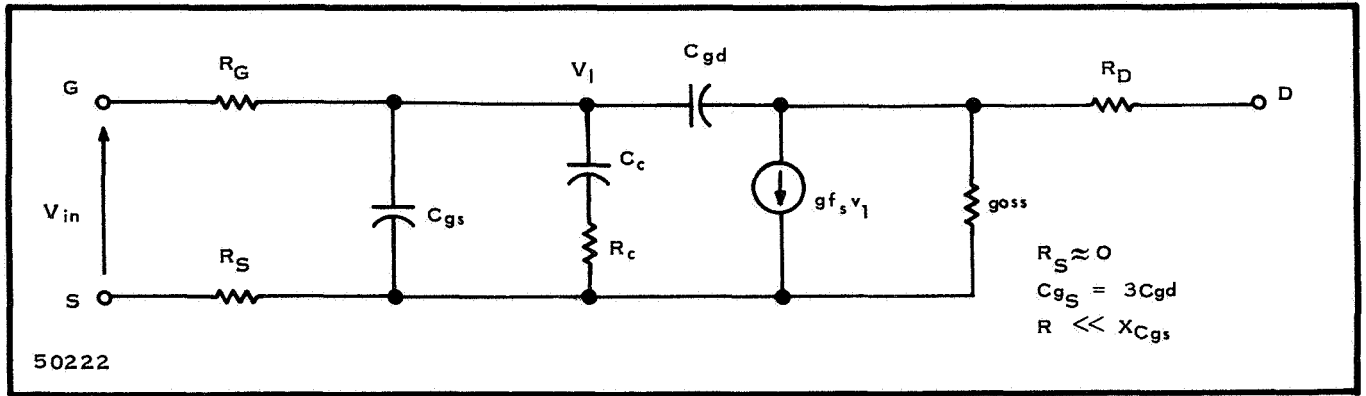 G
R_G
V_1
C_gd
R_D
D
V_in
C_gs
C_c
R_c
gf_s v_1
goss
R_S
S
R_S ≈ 0
Cg_S = 3Cgd
R << X_Cgs
50222